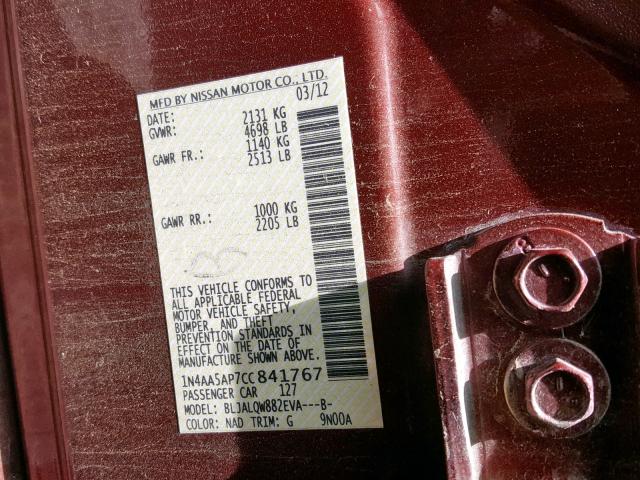 MFD BY NISSAN MOTOR CO., LTD.
DATE: 03/12
GVWR: 2131 KG
4698 LB
GAWR FR.: 1140 KG
2513 LB
GAWR RR.: 1000 KG
2205 LB
THIS VEHICLE CONFORMS TO
ALL APPLICABLE FEDERAL
MOTOR VEHICLE SAFETY,
BUMPER, AND THEFT
PREVENTION STANDARDS IN
EFFECT ON THE DATE OF
MANUFACTURE SHOWN ABOVE.
1N4AA5AP7CC841767
PASSENGER CAR 127
MODEL: BLJALQW882EVA---B-
COLOR: NAD TRIM: G 9N00A